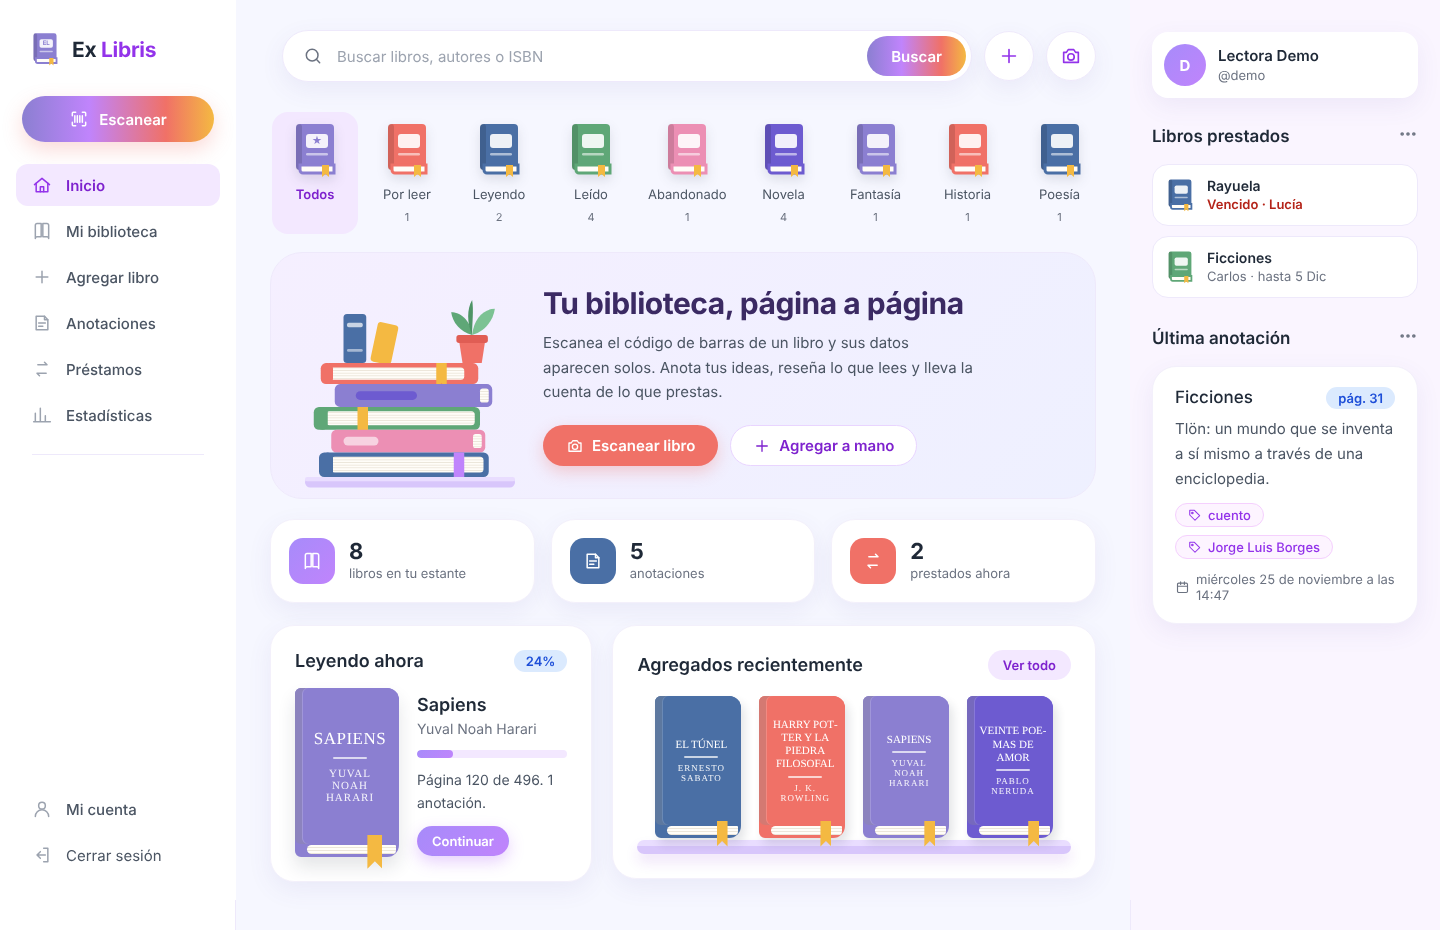 EL
Ex Libris
Escanear
Inicio
Mi biblioteca
Agregar libro
Anotaciones
Préstamos
Estadísticas
Mi cuenta
Cerrar sesión
Buscar libros, autores o ISBN
Buscar
Todos
Por leer
1
Leyendo
2
Leído
4
Abandonado
1
Novela
4
Fantasía
1
Historia
1
Poesía
1
Tu biblioteca, página a página
Escanea el código de barras de un libro y sus datos
aparecen solos. Anota tus ideas, reseña lo que lees y lleva la
cuenta de lo que prestas.
Escanear libro
Agregar a mano
8
libros en tu estante
5
anotaciones
2
prestados ahora
Leyendo ahora
24%
SAPIENS
YUVAL
NOAH
HARARI
Sapiens
Yuval Noah Harari
Página 120 de 496. 1
anotación.
Continuar
Agregados recientemente
Ver todo
EL TÚNEL
ERNESTO
SABATO
HARRY POT-
TER Y LA
PIEDRA
FILOSOFAL
J. K.
ROWLING
SAPIENS
YUVAL
NOAH
HARARI
VEINTE POE-
MAS DE
AMOR
PABLO
NERUDA
D
Lectora Demo
@demo
Libros prestados
Rayuela
Vencido · Lucía
Ficciones
Carlos · hasta 5 Dic
Última anotación
Ficciones
pág. 31
Tlön: un mundo que se inventa
a sí mismo a través de una
enciclopedia.
cuento
Jorge Luis Borges
miércoles 25 de noviembre a las
14:47